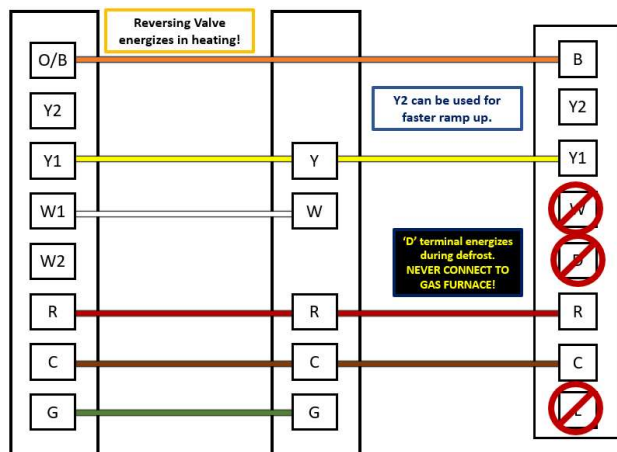 Reversing Valve
energizes in heating!
O/B
B
Y2
Y2 can be used for
faster ramp up.
Y2
Y1
Y
Y1
W1
W
W
W2
'D' terminal energizes
during defrost.
NEVER CONNECT TO
GAS FURNACE!
D
R
R
R
C
C
C
G
G
L